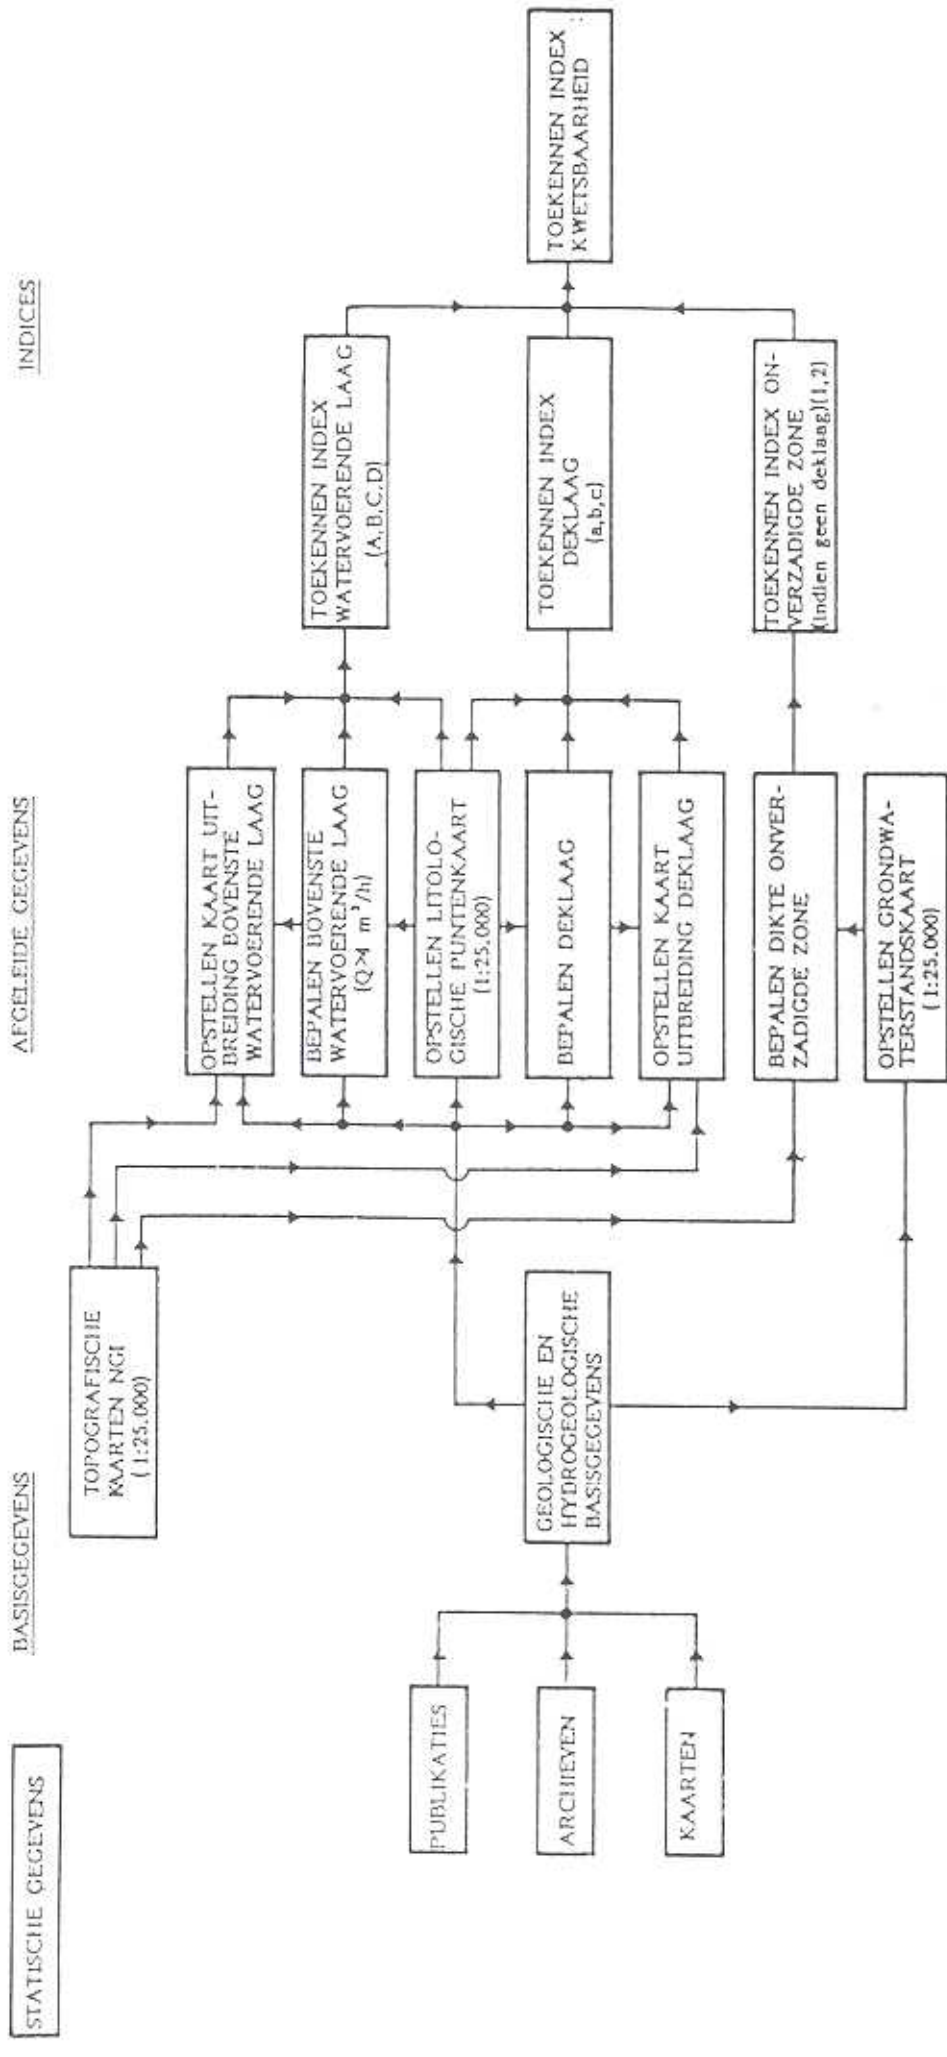 STATISCHE GEGEVENS
BASISGEGEVENS
AFGELEIDE GEGEVENS
INDICES
TOPOGRAFISCHE
KAARTEN NGI
(1:25.000)
PUBLIKATIES
ARCHIEVEN
KAARTEN
GEOLOGISCHE EN
HYDROGEOLOGISCHE
BASISGEGEVENS
OPSTELLEN KAART UIT-
BREIDING BOVENSTE
WATERVOERENDE LAAG
BEPALEN BOVENSTE
WATERVOERENDE LAAG
(Q>4 m³/h)
OPSTELLEN LITOLO-
GISCHE PUNTENKAART
(1:25.000)
BEPALEN DEKLAAG
OPSTELLEN KAART
UITBREIDING DEKLAAG
BEPALEN DIKTE ONVER-
ZADIGDE ZONE
OPSTELLEN GRONDWA-
TERSTANDSKAART
(1:25.000)
TOEKENNEN INDEX
WATERVOERENDE LAAG
(A,B,C,D)
TOEKENNEN INDEX
DEKLAAG
(a,b,c)
TOEKENNEN INDEX ON-
VERZADIGDE ZONE
(indien geen deklaag)(1,2)
TOEKENNEN INDEX
KWETSBAARHEID